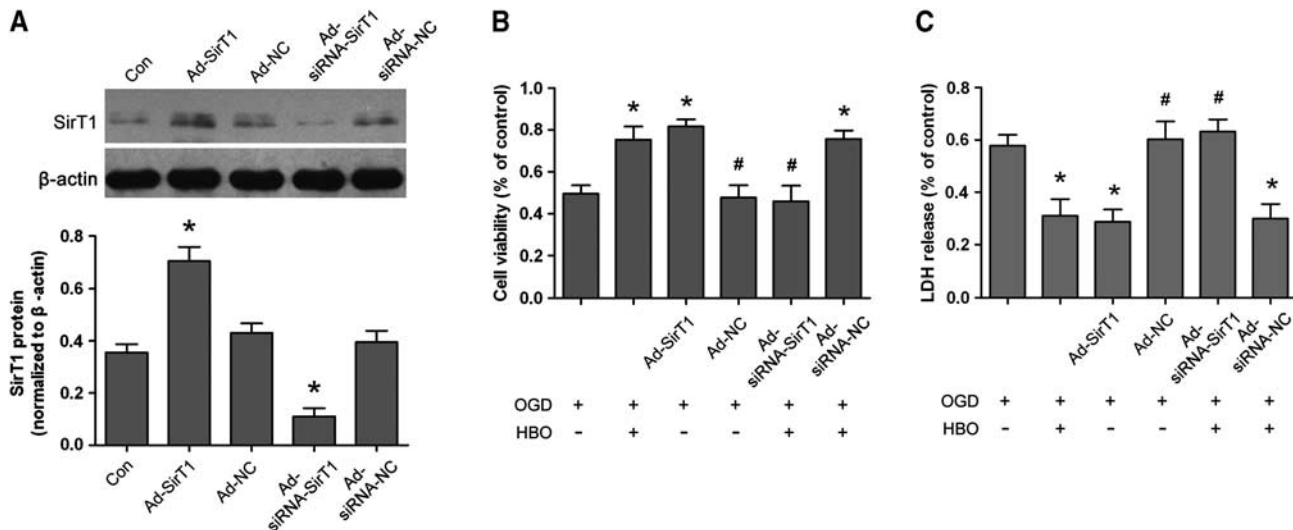 A
Con
Ad-SirT1
Ad-NC
Ad-
siRNA-SirT1
Ad-
siRNA-NC
SirT1
β-actin
SirT1 protein
(normalized to β -actin)
0.8
0.6
0.4
0.2
0.0
*
*
Con
Ad-SirT1
Ad-NC
Ad-
siRNA-SirT1
Ad-
siRNA-NC
B
Cell viability (% of control)
1.0
0.8
0.6
0.4
0.2
0.0
* * # # *
Ad-SirT1
Ad-NC
Ad-
siRNA-SirT1
Ad-
siRNA-NC
OGD + + + + + +
HBO - + - - + +
C
LDH release (% of control)
0.8
0.6
0.4
0.2
0.0
* * # # *
Ad-SirT1
Ad-NC
Ad-
siRNA-SirT1
Ad-
siRNA-NC
OGD + + + + + +
HBO - + - - + +